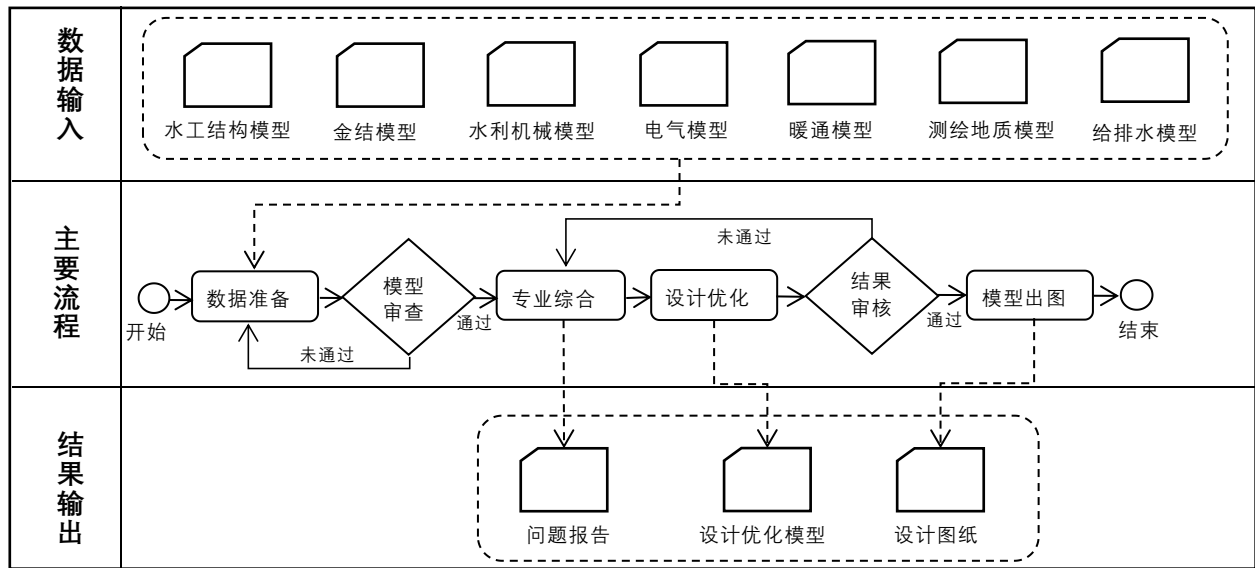 数据输入
水工结构模型
金结模型
水利机械模型
电气模型
暖通模型
测绘地质模型
给排水模型
主要流程
开始
数据准备
模型
审查
未通过
通过
专业综合
设计优化
未通过
结果
审核
通过
模型出图
结束
结果输出
问题报告
设计优化模型
设计图纸